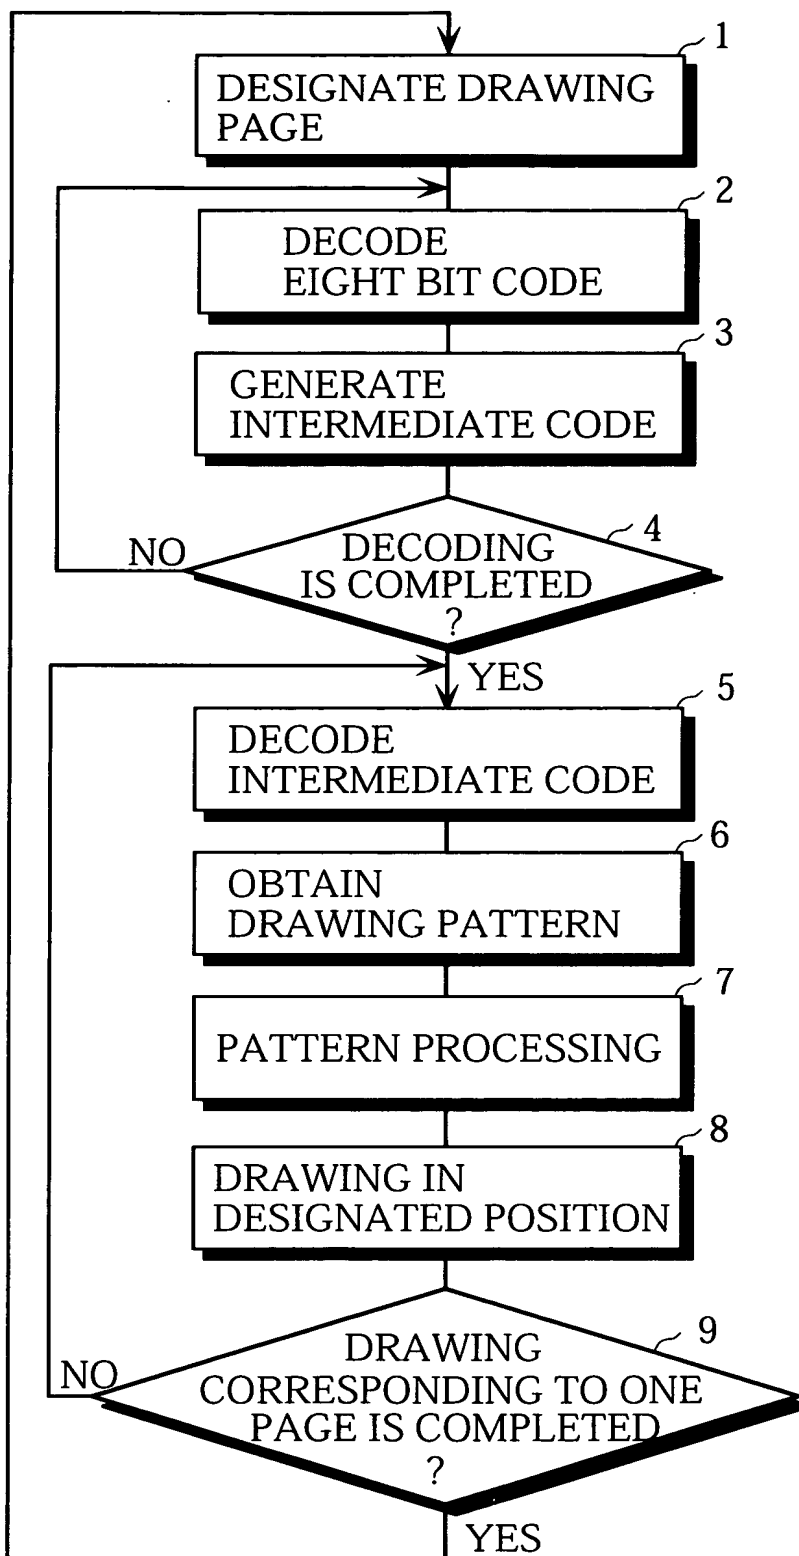 1
DESIGNATE DRAWING
PAGE
2
DECODE
EIGHT BIT CODE
3
GENERATE
INTERMEDIATE CODE
4
DECODING
IS COMPLETED
?
NO
YES
5
DECODE
INTERMEDIATE CODE
6
OBTAIN
DRAWING PATTERN
7
PATTERN PROCESSING
8
DRAWING IN
DESIGNATED POSITION
9
DRAWING
CORRESPONDING TO ONE
PAGE IS COMPLETED
?
NO
YES